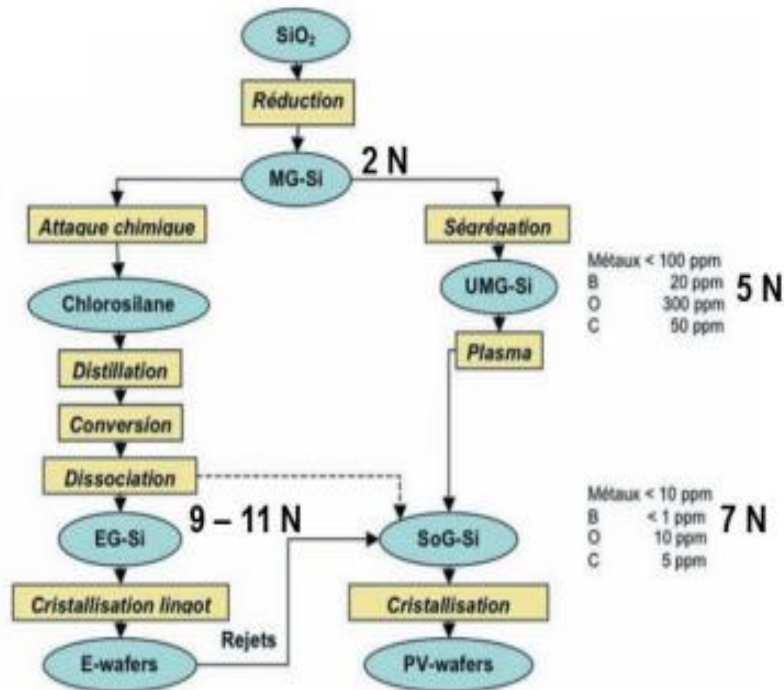 SiO₂
Réduction
MG-Si
2 N
Attaque chimique
Ségrégation
Chlorosilane
UMG-Si
Métaux < 100 ppm
B 20 ppm
O 300 ppm
C 50 ppm
5 N
Distillation
Plasma
Conversion
Dissociation
9 – 11 N
EG-Si
SoG-Si
Métaux < 10 ppm
B < 1 ppm
O 10 ppm
C 5 ppm
7 N
Cristallisation lingot
Cristallisation
Rejets
E-wafers
PV-wafers